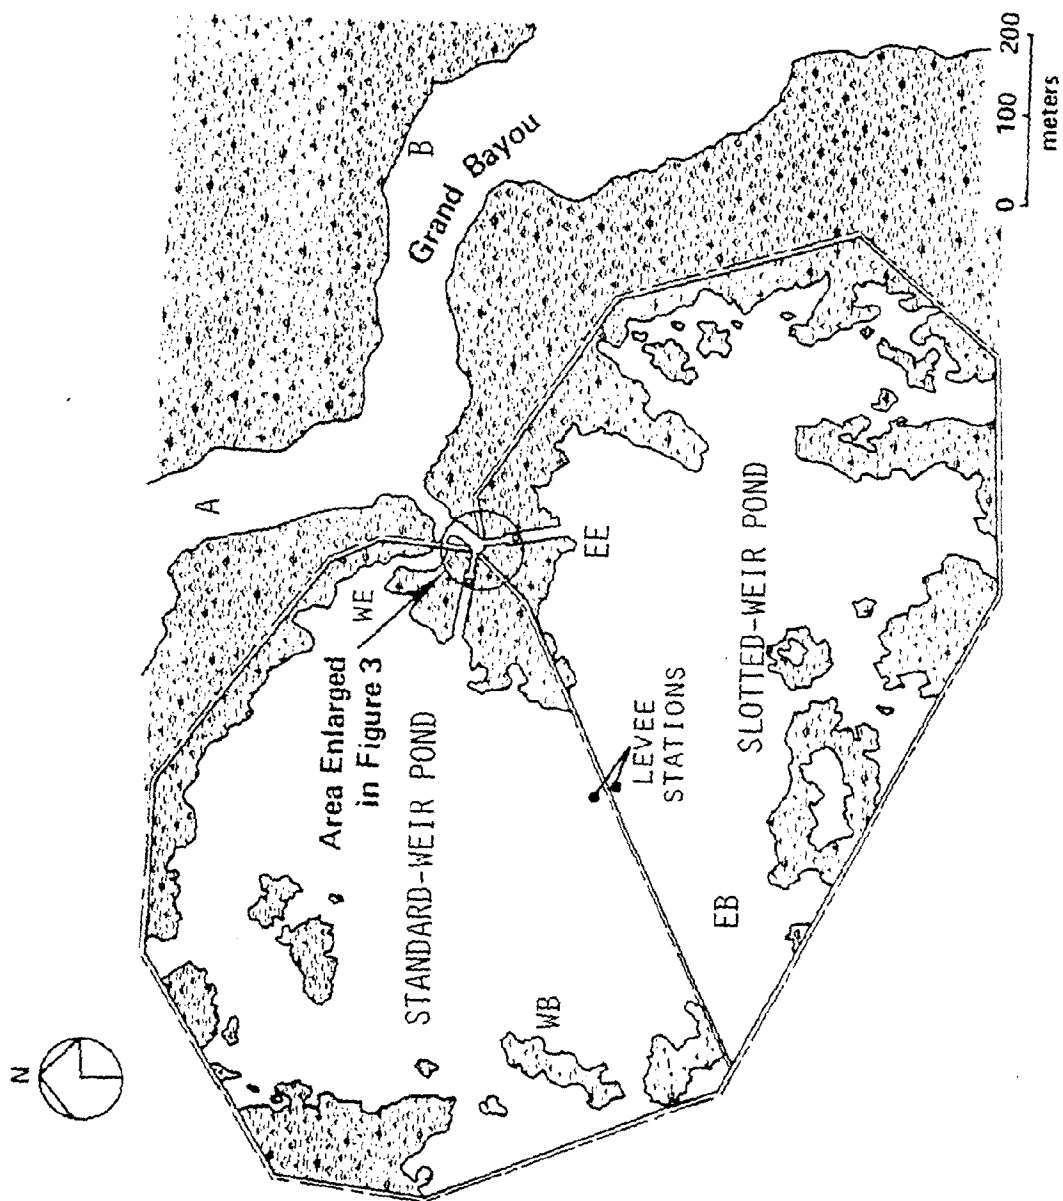 N
A
B
Grand Bayou
WE
Area Enlarged
in Figure 3
EE
STANDARD-WEIR POND
LEVEE
STATIONS
SLOTTED-WEIR POND
WB
EB
0 100 200
meters